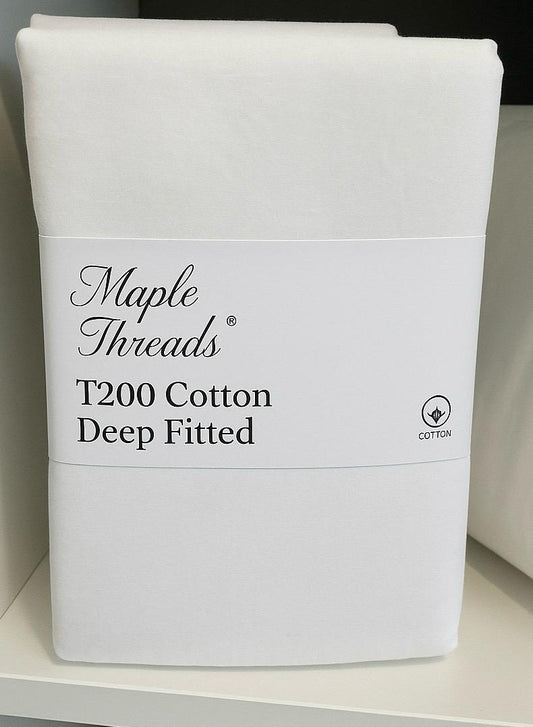 Maple
Threads®
T200 Cotton
Deep Fitted
COTTON